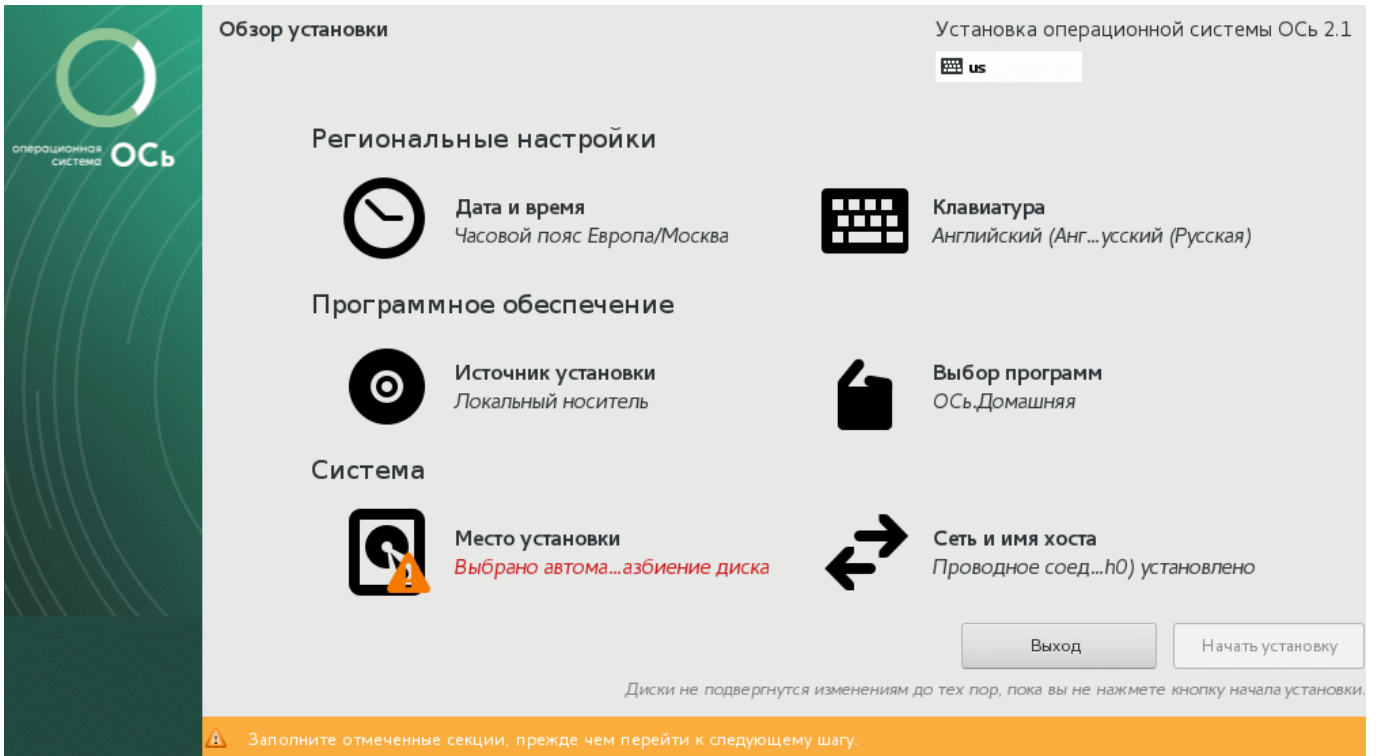 Обзор установки
Установка операционной системы ОСь 2.1
us
операционная
система ОСь
Региональные настройки
Дата и время
Часовой пояс Европа/Москва
Клавиатура
Английский (Анг...усский (Русская)
Программное обеспечение
Источник установки
Локальный носитель
Выбор программ
ОСь.Домашняя
Система
Место установки
Выбрано автома...азбиение диска
Сеть и имя хоста
Проводное соед...h0) установлено
Выход
Начать установку
Диски не подвергнутся изменениям до тех пор, пока вы не нажмете кнопку начала установки.
Заполните отмеченные секции, прежде чем перейти к следующему шагу.